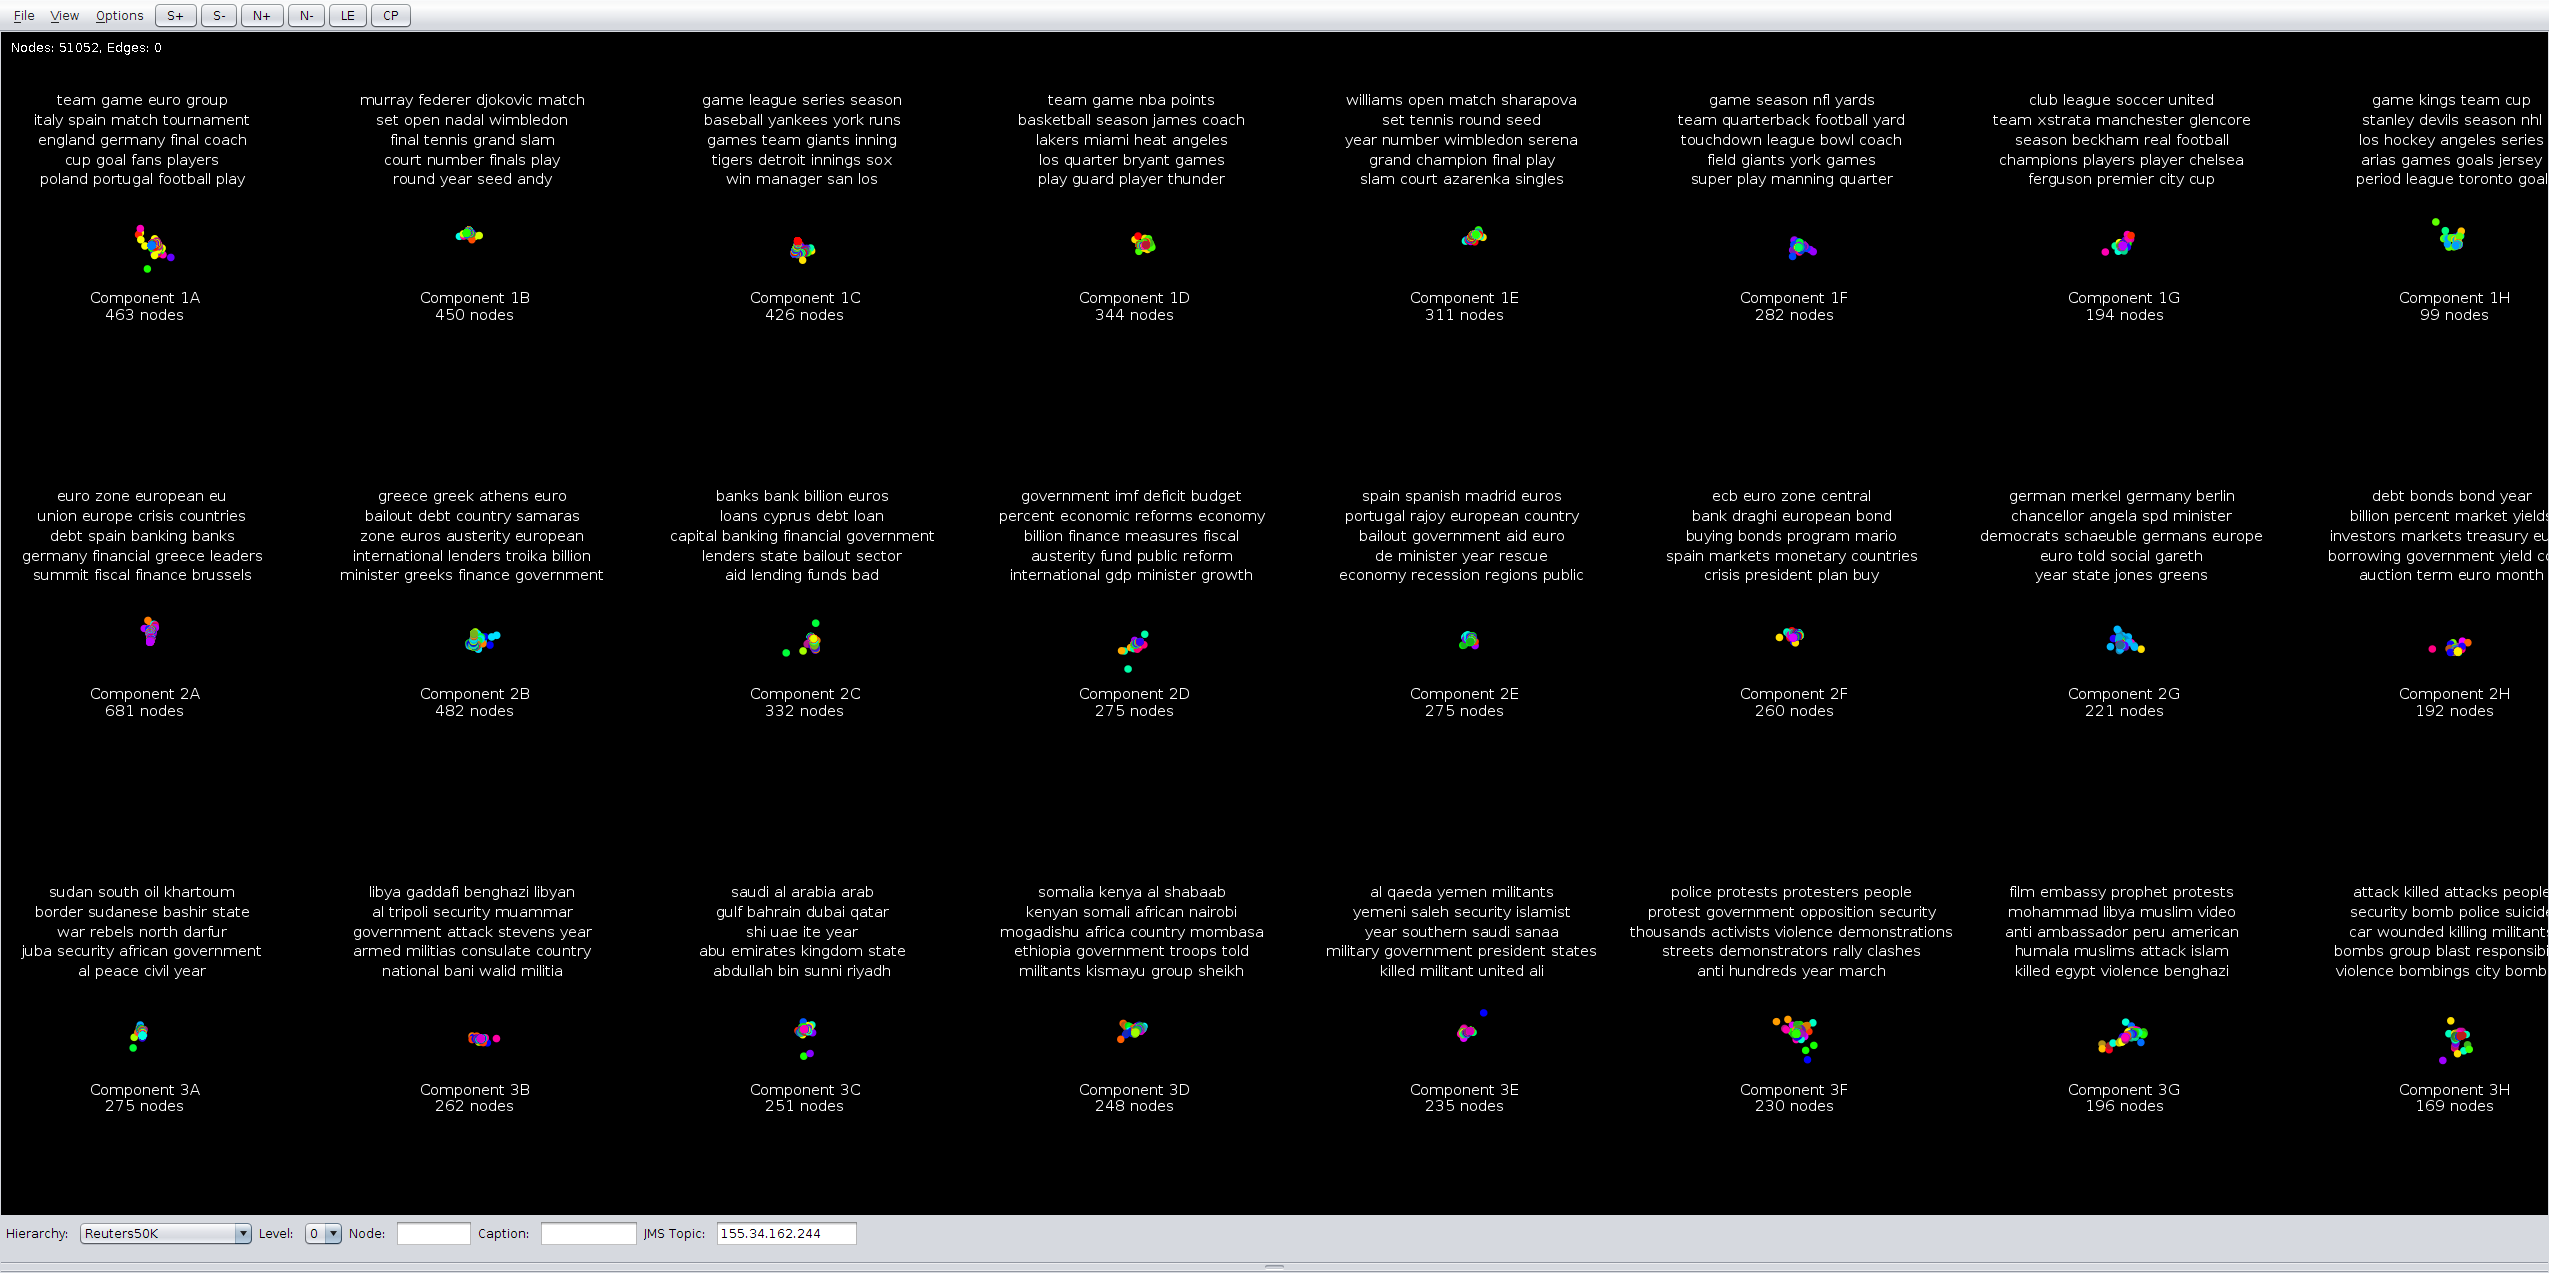 File View Options S+ S- N+ N- LE CP
Nodes: 51052, Edges: 0
team game euro group
italy spain match tournament
england germany final coach
cup goal fans players
poland portugal football play
Component 1A
463 nodes
murray federer djokovic match
set open nadal wimbledon
final tennis grand slam
court number finals play
round year seed andy
Component 1B
450 nodes
game league series season
baseball yankees york runs
games team giants inning
tigers detroit innings sox
win manager san los
Component 1C
426 nodes
team game nba points
basketball season james coach
lakers miami heat angeles
los quarter bryant games
play guard player thunder
Component 1D
344 nodes
williams open match sharapova
set tennis round seed
year number wimbledon serena
grand champion final play
slam court azarenka singles
Component 1E
311 nodes
game season nfl yards
team quarterback football yard
touchdown league bowl coach
field giants york games
super play manning quarter
Component 1F
282 nodes
club league soccer united
team xstrata manchester glencore
season beckham real football
champions players player chelsea
ferguson premier city cup
Component 1G
194 nodes
game kings team cup
stanley devils season nhl
los hockey angeles series
arias games goals jersey
period league toronto goal
Component 1H
99 nodes
euro zone european eu
union europe crisis countries
debt spain banking banks
germany financial greece leaders
summit fiscal finance brussels
Component 2A
681 nodes
greece greek athens euro
bailout debt country samaras
zone euros austerity european
international lenders troika billion
minister greeks finance government
Component 2B
482 nodes
banks bank billion euros
loans cyprus debt loan
capital banking financial government
lenders state bailout sector
aid lending funds bad
Component 2C
332 nodes
government imf deficit budget
percent economic reforms economy
billion finance measures fiscal
austerity fund public reform
international gdp minister growth
Component 2D
275 nodes
spain spanish madrid euros
portugal rajoy european country
bailout government aid euro
de minister year rescue
economy recession regions public
Component 2E
275 nodes
ecb euro zone central
bank draghi european bond
buying bonds program mario
spain markets monetary countries
crisis president plan buy
Component 2F
260 nodes
german merkel germany berlin
chancellor angela spd minister
democrats schaeuble germans europe
euro told social gareth
year state jones greens
Component 2G
221 nodes
debt bonds bond year
billion percent market yields
investors markets treasury eu
borrowing government yield
auction term euro month
Component 2H
192 nodes
sudan south oil khartoum
border sudanese bashir state
war rebels north darfur
juba security african government
al peace civil year
Component 3A
275 nodes
libya gaddafi benghazi libyan
al tripoli security muammar
government attack stevens year
armed militias consulate country
national bani walid militia
Component 3B
262 nodes
saudi al arabia arab
gulf bahrain dubai qatar
shi uae ite year
abu emirates kingdom state
abdullah bin sunni riyadh
Component 3C
251 nodes
somalia kenya al shabaab
kenyan somali african nairobi
mogadishu africa country mombasa
ethiopia government troops told
militants kismayu group sheikh
Component 3D
248 nodes
al qaeda yemen militants
yemeni saleh security islamist
year southern saudi sanaa
military government president states
killed militant united ali
Component 3E
235 nodes
police protests protesters people
protest government opposition security
thousands activists violence demonstrations
streets demonstrators rally clashes
anti hundreds year march
Component 3F
230 nodes
film embassy prophet protests
mohammad libya muslim video
anti ambassador peru american
humala muslims attack islam
killed egypt violence benghazi
Component 3G
196 nodes
attack killed attacks people
security bomb police suicide
car wounded killing militants
bombs group blast responsibi
violence bombings city bomb
Component 3H
169 nodes
Hierarchy: Reuters50K Level: 0 Node: Caption: JMS Topic: 155.34.162.244